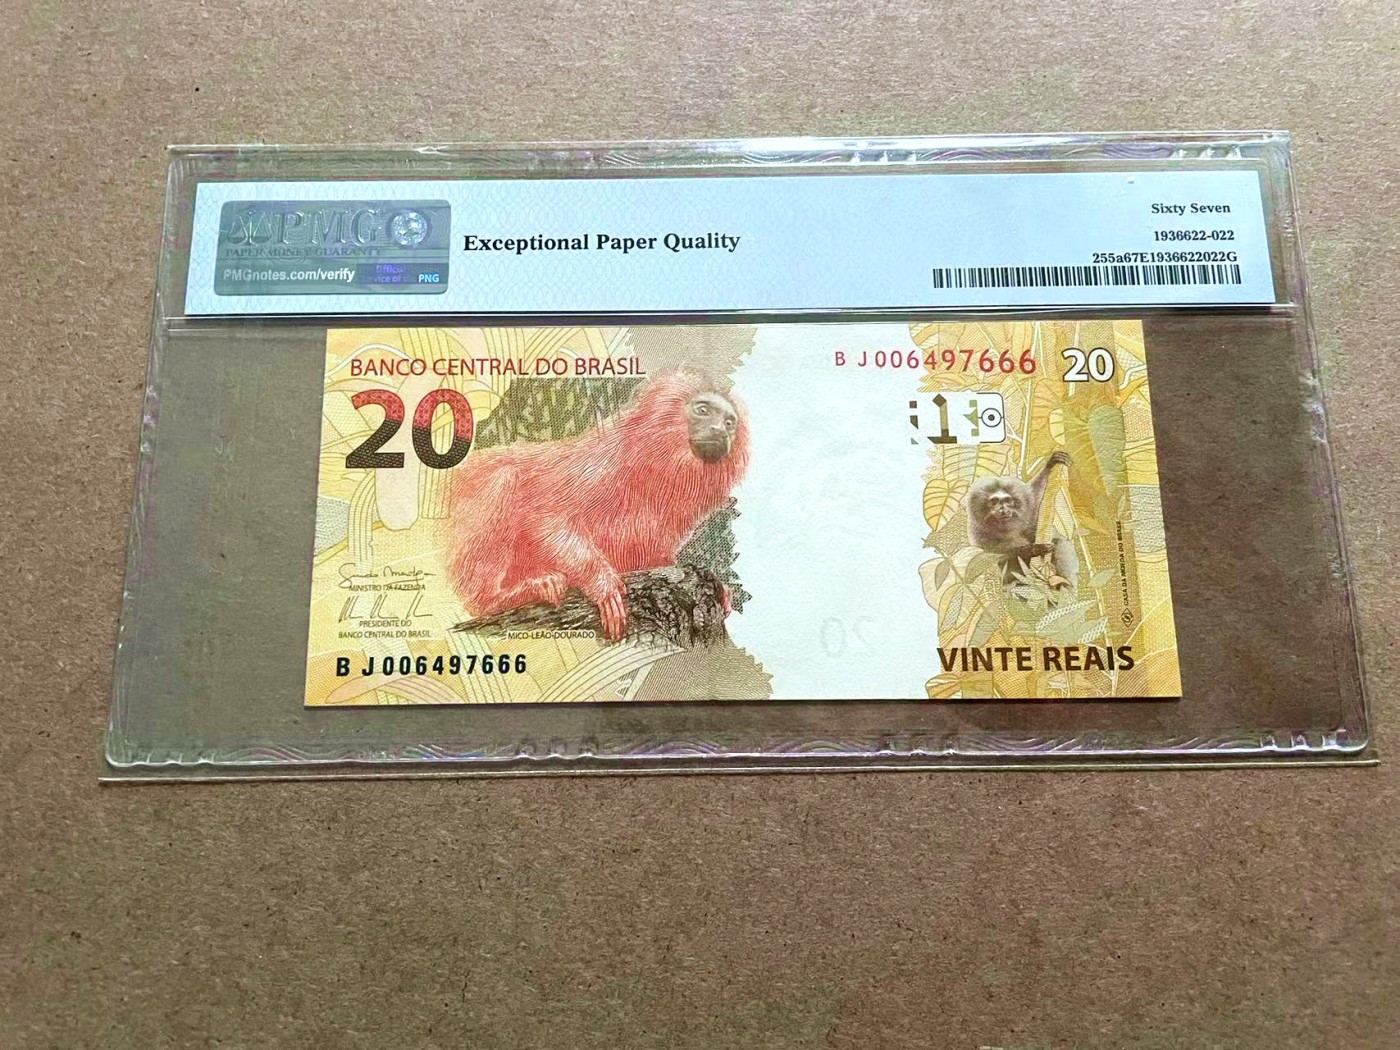 PMG
PAPER MONEY GUARANTY
PMGnotes.com/verify
Official
PNG
Exceptional Paper Quality
Sixty Seven
1936622-022
255a67E1936622022G
BANCO CENTRAL DO BRASIL
20
B J006497666
20
MINISTRO DA FAZENDA
PRESIDENTE DO
BANCO CENTRAL DO BRASIL
MICO-LEÃO-DOURADO
B J006497666
CASA DA MOEDA DO BRASIL
VINTE REAIS